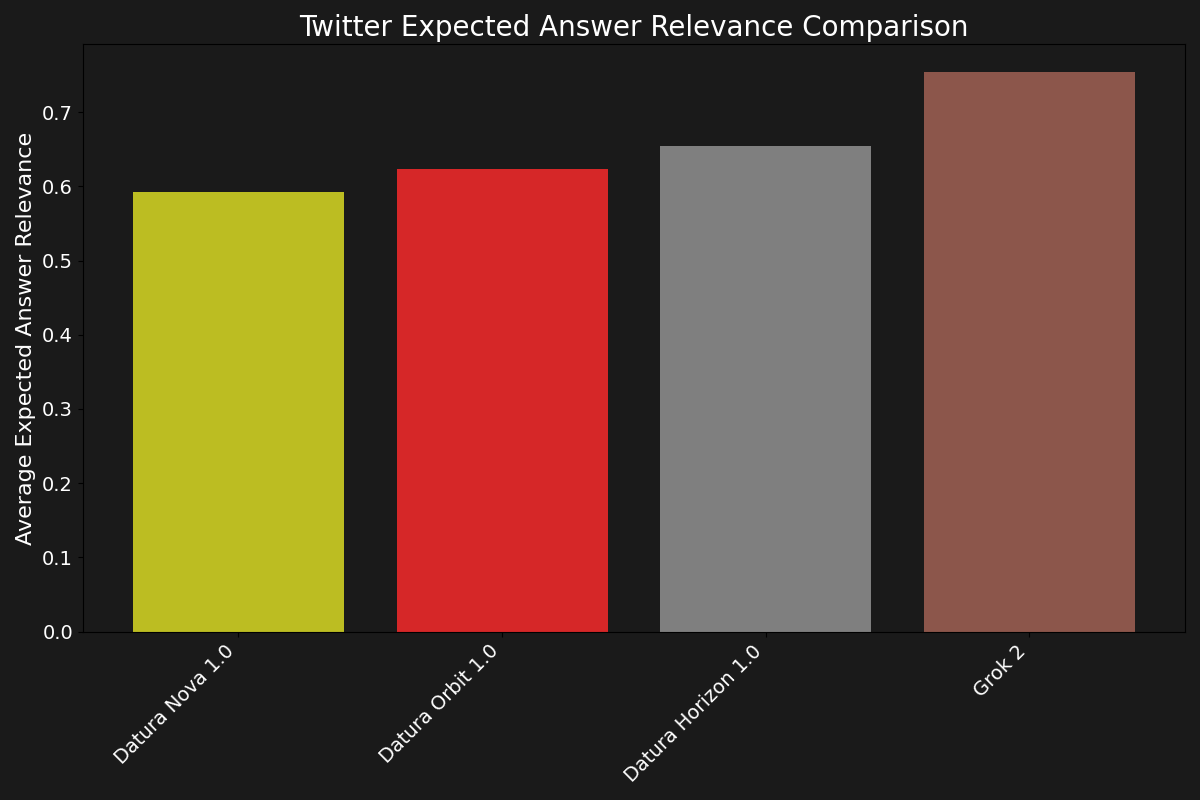 Twitter Expected Answer Relevance Comparison
Average Expected Answer Relevance
0.7
0.6
0.5
0.4
0.3
0.2
0.1
0.0
Datura Nova 1.0
Datura Orbit 1.0
Datura Horizon 1.0
Grok 2